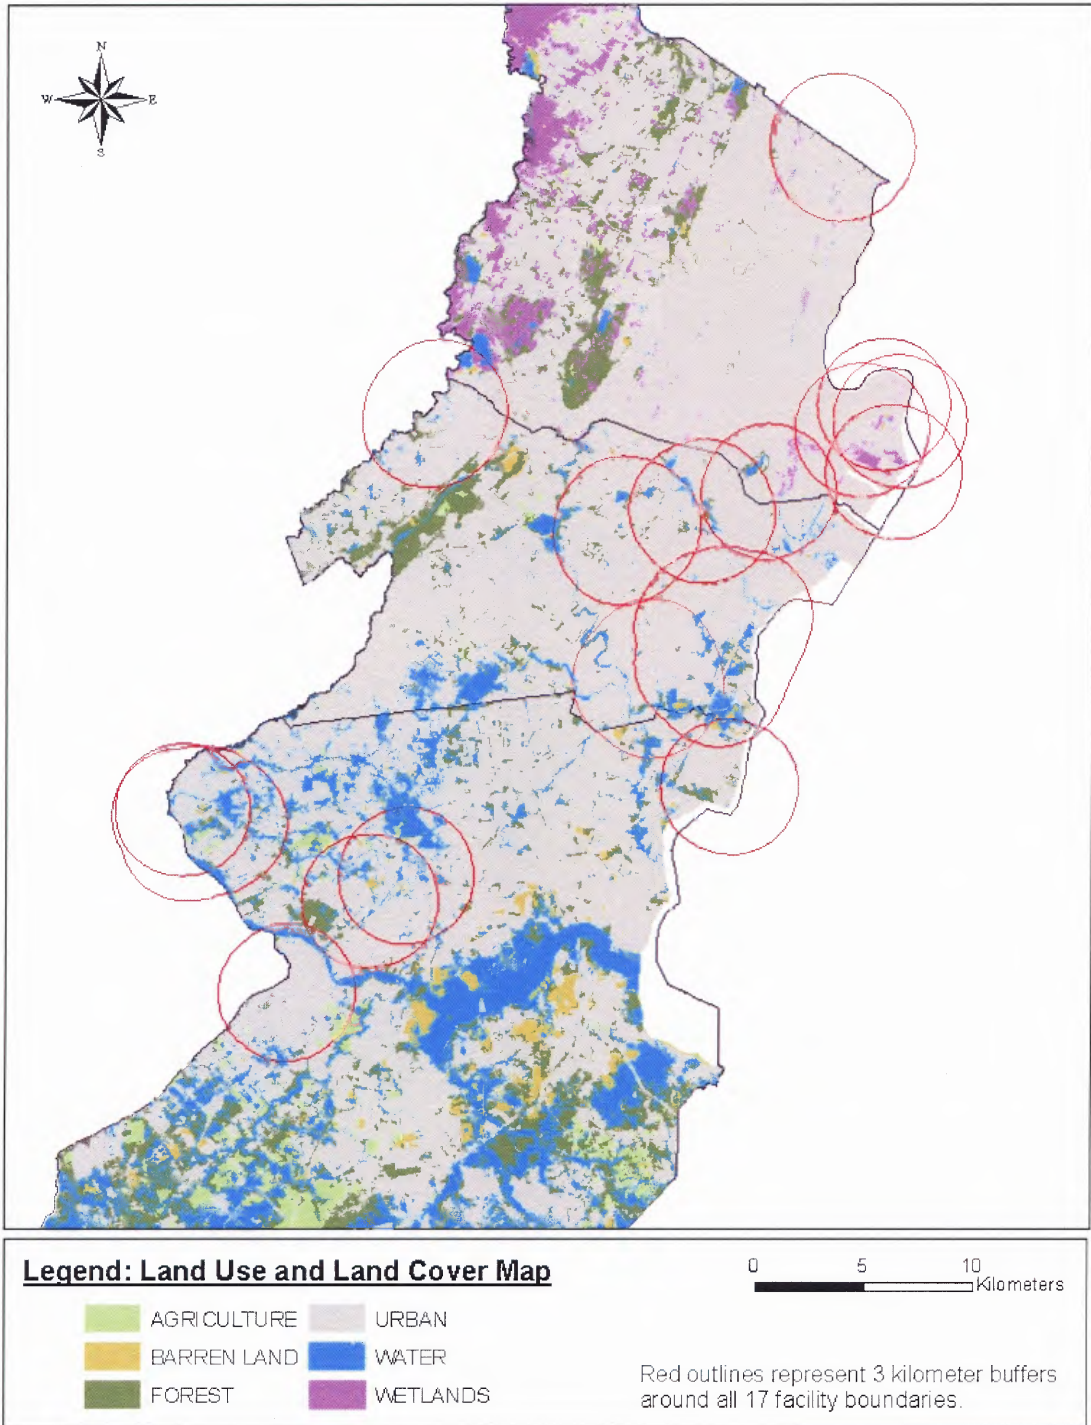 N
W E
S
Legend: Land Use and Land Cover Map
AGRICULTURE
BARREN LAND
FOREST
URBAN
WATER
WETLANDS
0 5 10
Kilometers
Red outlines represent 3 kilometer buffers
around all 17 facility boundaries.